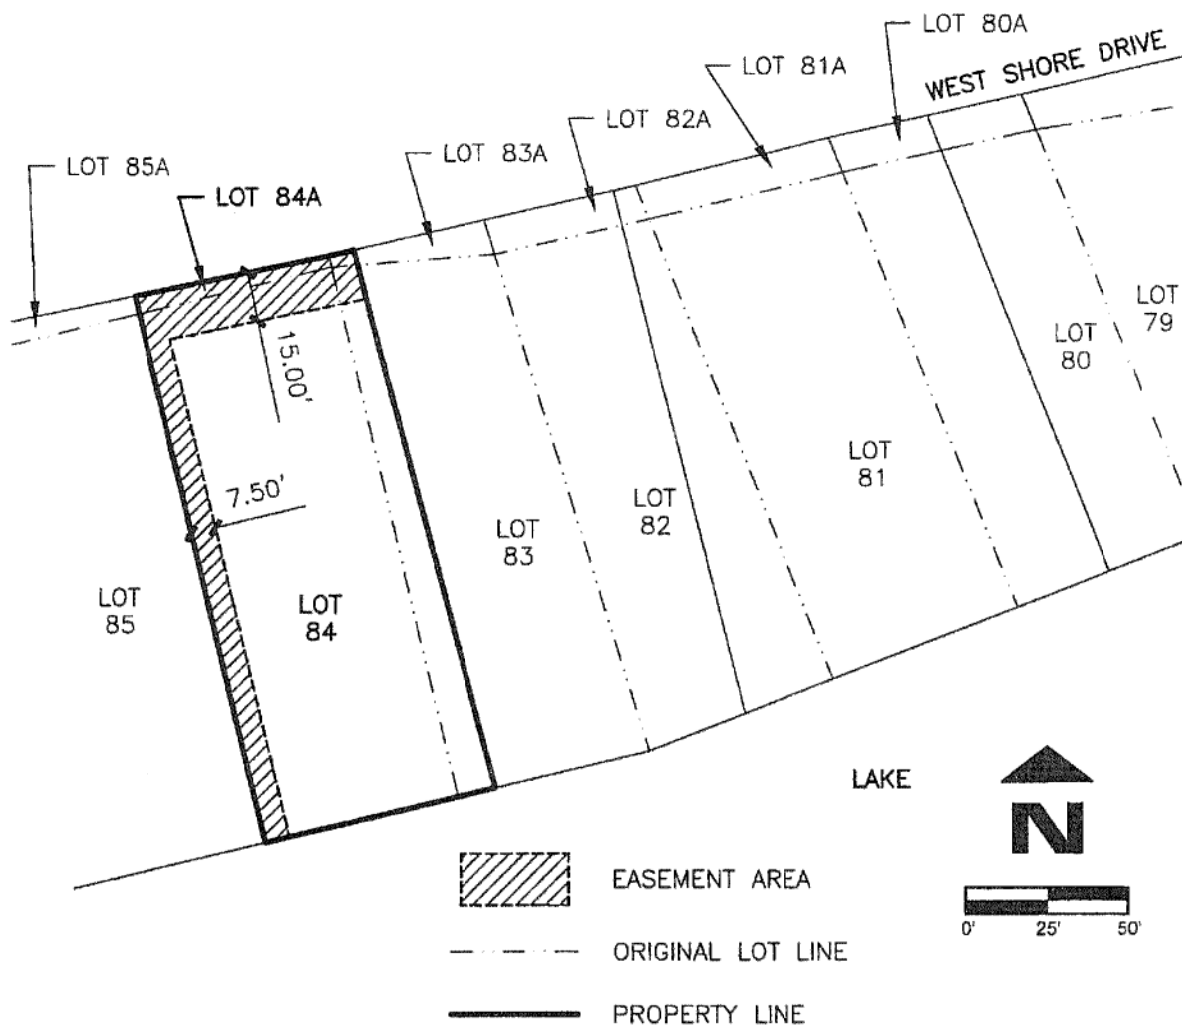 LOT 80A
WEST SHORE DRIVE
LOT 81A
LOT 82A
LOT 83A
LOT 85A
LOT 84A
15.00'
7.50'
LOT
79
LOT
80
LOT
81
LOT
82
LOT
83
LOT
84
LOT
85
LAKE
N
EASEMENT AREA
0' 25' 50'
ORIGINAL LOT LINE
PROPERTY LINE